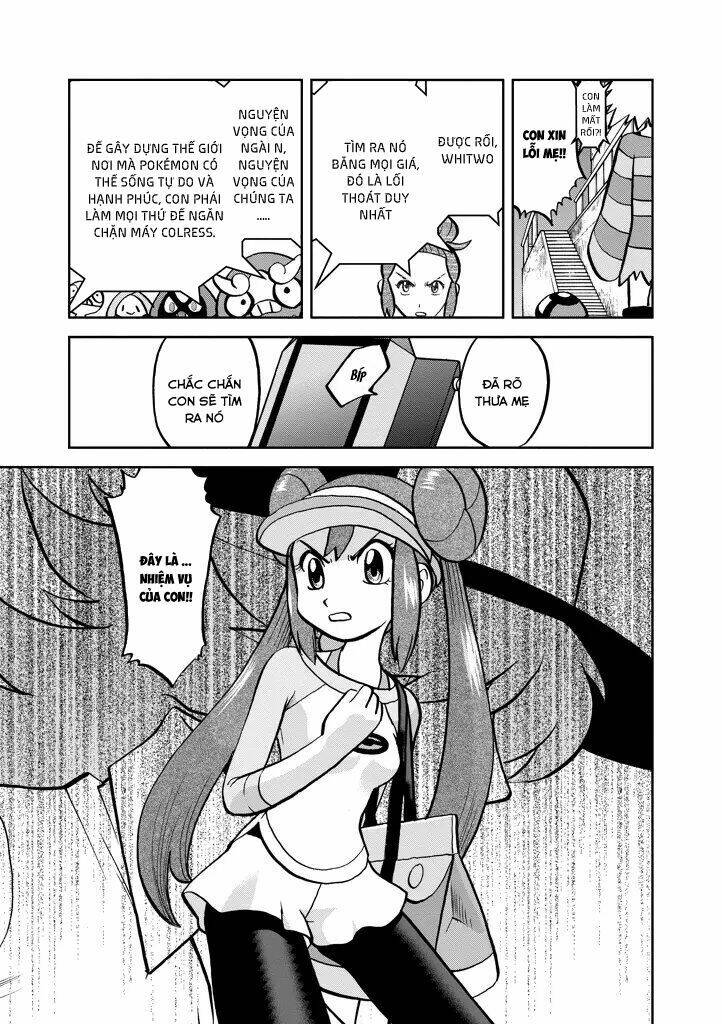 CON
LÀM
MẤT
RỒI?!
CON XIN
LỖI MẸ!!
ĐƯỢC RỒI,
WHITWO
TÌM RA NÓ
BẰNG MỌI GIÁ,
ĐÓ LÀ LỐI
THOÁT DUY
NHẤT
NGUYỆN
VỌNG CỦA
NGÀI N,
NGUYỆN
VỌNG CỦA
CHÚNG TA
.....
ĐỂ GÂY DỰNG THẾ GIỚI
NƠI MÀ POKÉMON CÓ
THỂ SỐNG TỰ DO VÀ
HẠNH PHÚC, CON PHẢI
LÀM MỌI THỨ ĐỂ NGĂN
CHẶN MÁY COLRESS.
ĐÃ RÕ
THƯA MẸ
BÍP
CHẮC CHẮN
CON SẼ TÌM
RA NÓ
ĐÂY LÀ ...
NHIỆM VỤ
CỦA CON!!